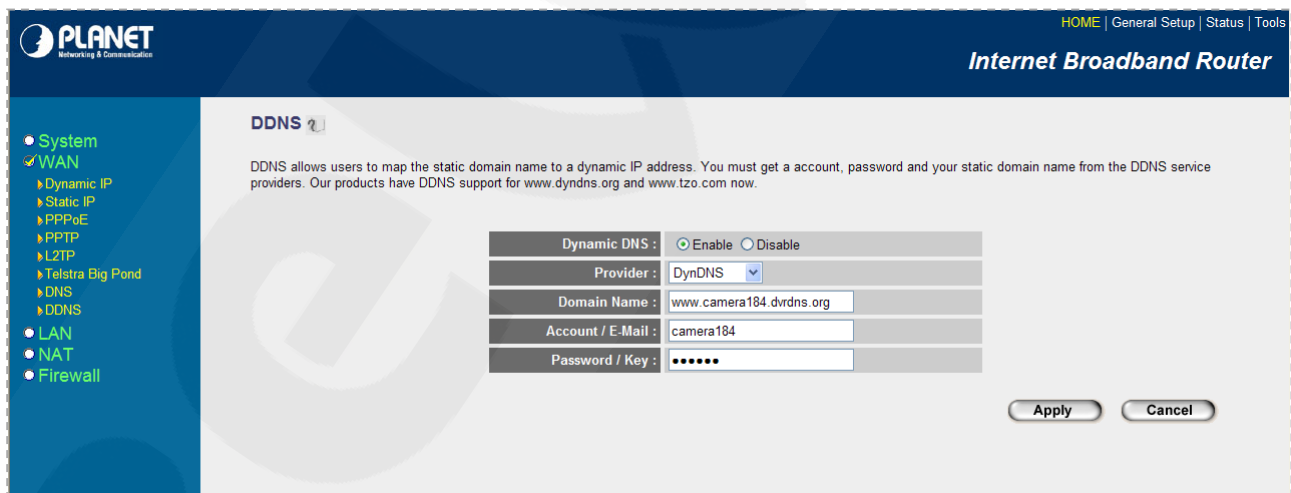 PLANET
Networking & Communication
HOME | General Setup | Status | Tools
Internet Broadband Router
System
WAN
Dynamic IP
Static IP
PPPoE
PPTP
L2TP
Telstra Big Pond
DNS
DDNS
LAN
NAT
Firewall
DDNS
DDNS allows users to map the static domain name to a dynamic IP address. You must get a account, password and your static domain name from the DDNS service
providers. Our products have DDNS support for www.dyndns.org and www.tzo.com now.
Dynamic DNS : Enable Disable
Provider : DynDNS
Domain Name : www.camera184.dvrdns.org
Account / E-Mail : camera184
Password / Key : ●●●●●●
Apply Cancel